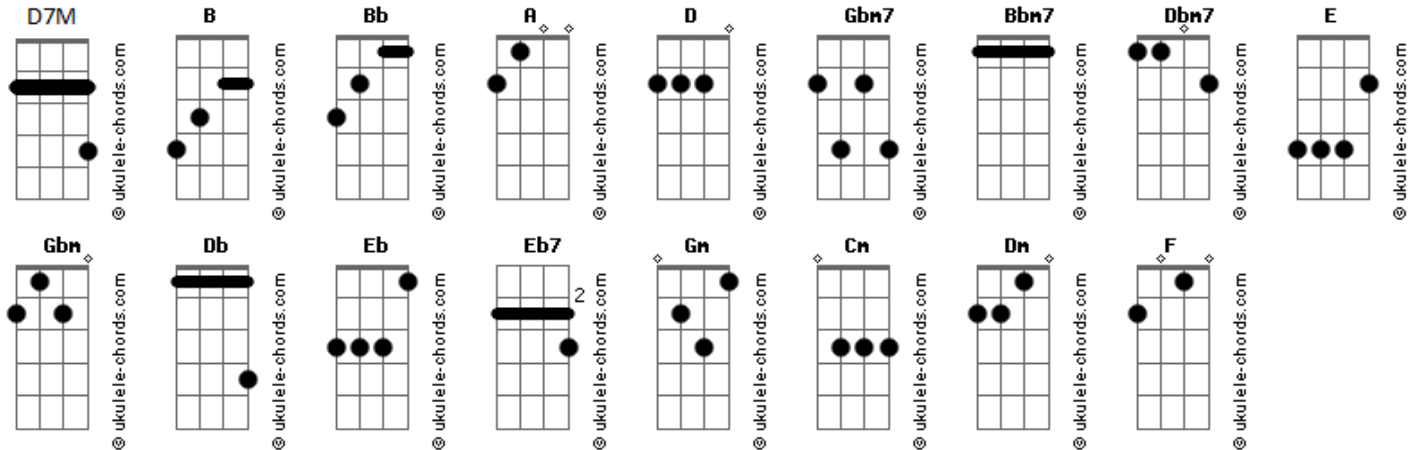 D7M B Bb A D Gbm7 Bbm7 Dbm7 E
© ukulele-chords.com © ukulele-chords.com © ukulele-chords.com © ukulele-chords.com © ukulele-chords.com © ukulele-chords.com © ukulele-chords.com © ukulele-chords.com © ukulele-chords.com
Gbm Db Eb Eb7 Gm Cm Dm F
2
© ukulele-chords.com © ukulele-chords.com © ukulele-chords.com © ukulele-chords.com © ukulele-chords.com © ukulele-chords.com © ukulele-chords.com © ukulele-chords.com